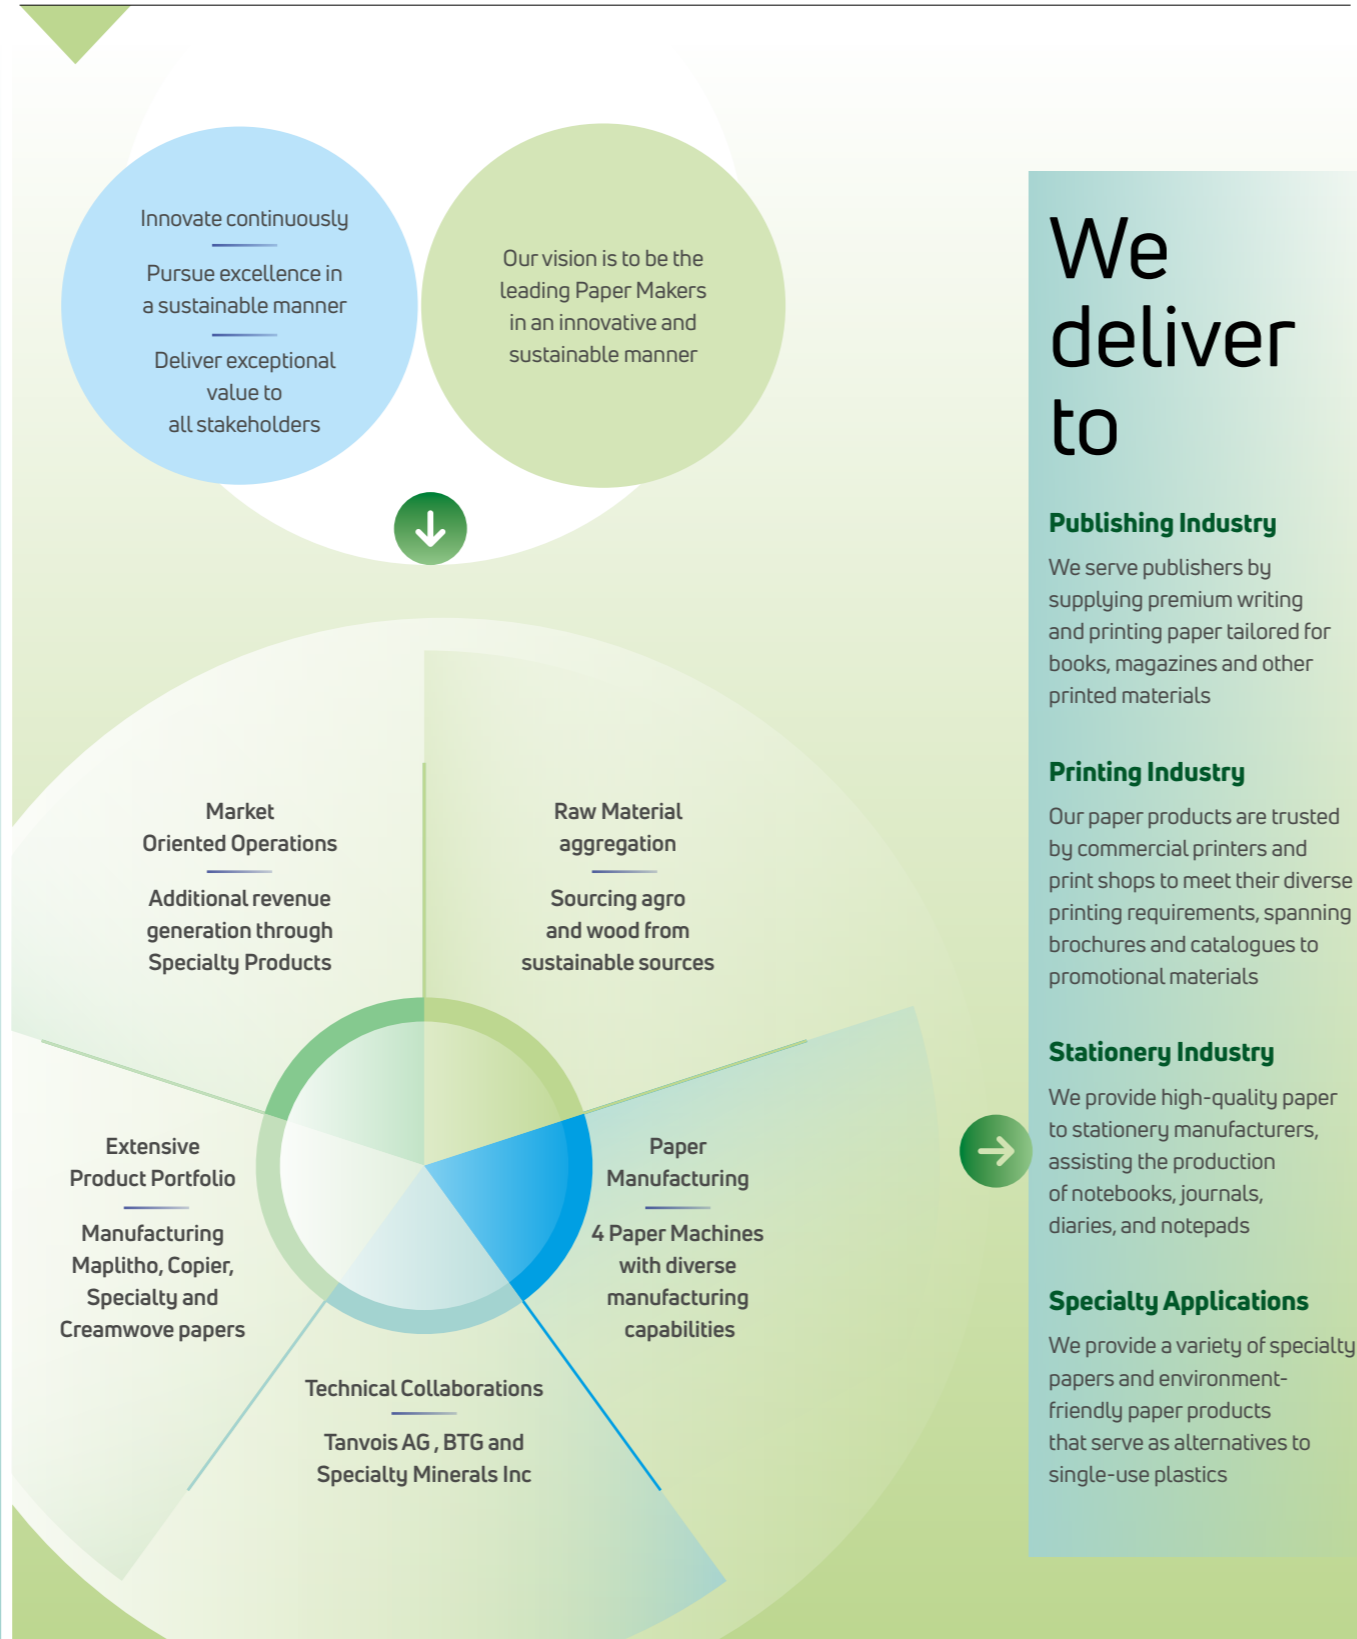 Innovate continuously
Pursue excellence in
a sustainable manner
Deliver exceptional
value to
all stakeholders
Our vision is to be the
leading Paper Makers
in an innovative and
sustainable manner
Market
Oriented Operations
Additional revenue
generation through
Specialty Products
Raw Material
aggregation
Sourcing agro
and wood from
sustainable sources
Extensive
Product Portfolio
Manufacturing
Maplitho, Copier,
Specialty and
Creamwove papers
Paper
Manufacturing
4 Paper Machines
with diverse
manufacturing
capabilities
Technical Collaborations
Tanvois AG , BTG and
Specialty Minerals Inc
We
deliver
to
Publishing Industry
We serve publishers by
supplying premium writing
and printing paper tailored for
books, magazines and other
printed materials
Printing Industry
Our paper products are trusted
by commercial printers and
print shops to meet their diverse
printing requirements, spanning
brochures and catalogues to
promotional materials
Stationery Industry
We provide high-quality paper
to stationery manufacturers,
assisting the production
of notebooks, journals,
diaries, and notepads
Specialty Applications
We provide a variety of specialty
papers and environment-
friendly paper products
that serve as alternatives to
single-use plastics